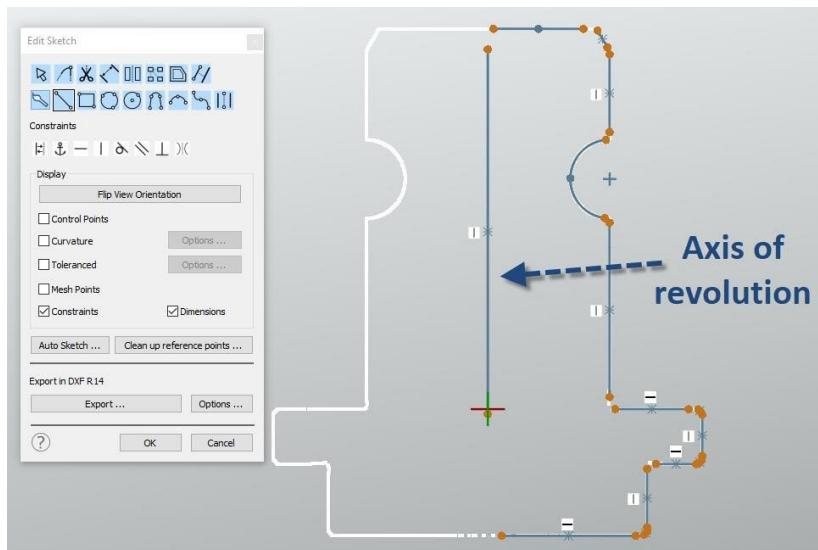 Edit Sketch
Constraints
Display
Flip View Orientation
Control Points
Curvature
Options ...
Toleranced
Options ...
Mesh Points
Constraints
Dimensions
Auto Sketch ...
Clean up reference points ...
Export in DXF R14
Export ...
Options ...
?
OK
Cancel
Axis of
revolution